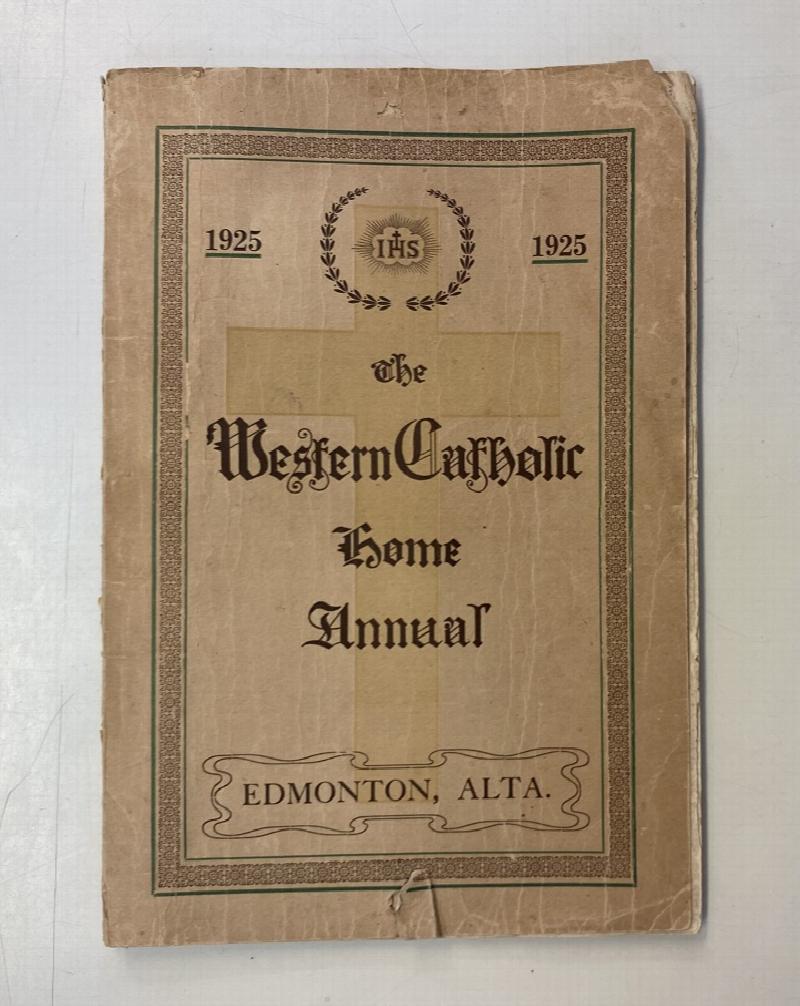 1925
IHS
1925
The
Western Catholic
Home
Annual
EDMONTON, ALTA.